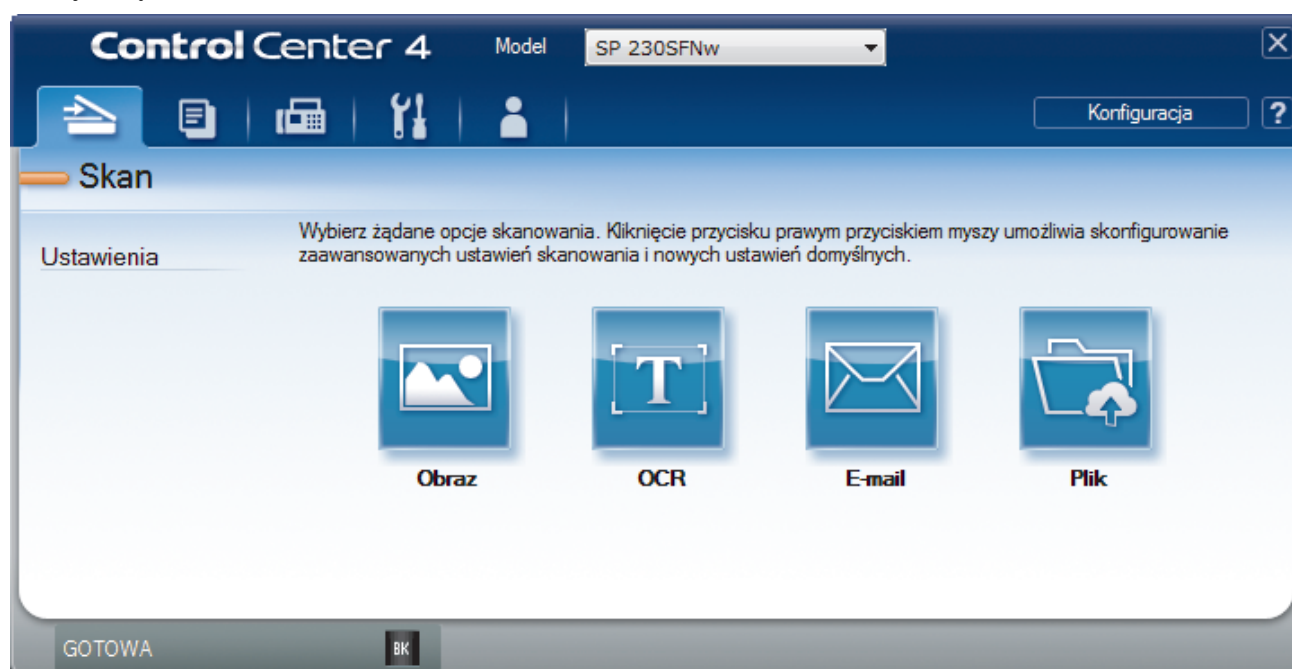 Control Center 4 Model SP 230SFNw
Konfiguracja ?
Skan
Wybierz żądane opcje skanowania. Kliknięcie przycisku prawym przyciskiem myszy umożliwia skonfigurowanie
zaawansowanych ustawień skanowania i nowych ustawień domyślnych.
Ustawienia
T
Obraz OCR E-mail Plik
GOTOWA BK